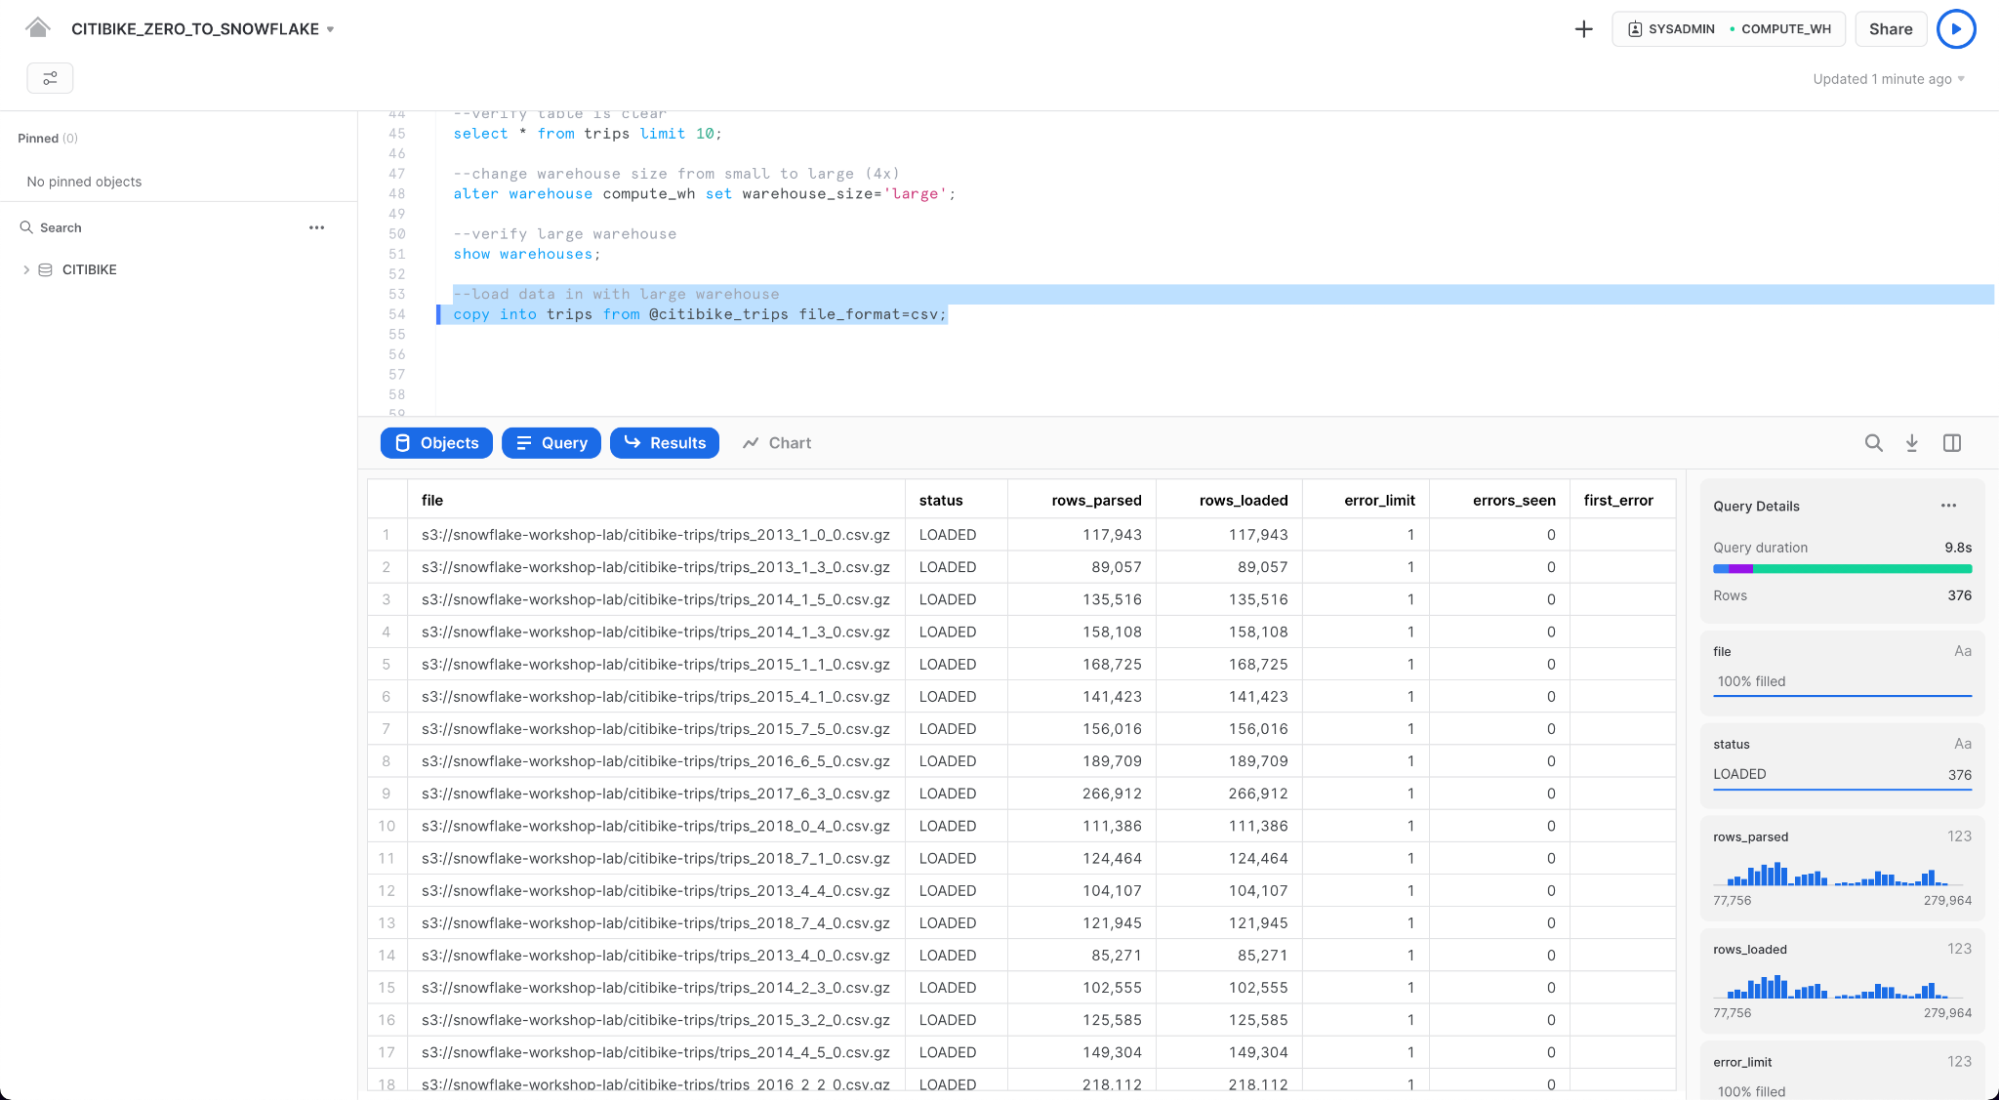 CITIBIKE_ZERO_TO_SNOWFLAKE
SYSADMIN COMPUTE_WH
Share
Updated 1 minute ago
Pinned (0)
No pinned objects
Search
CITIBIKE
44 --verify table is clear
45 select * from trips limit 10;
46
47 --change warehouse size from small to large (4x)
48 alter warehouse compute_wh set warehouse_size='large';
49
50 --verify large warehouse
51 show warehouses;
52
53 --load data in with large warehouse
54 copy into trips from @citibike_trips file_format=csv;
55
56
57
58
59
Objects Query Results Chart
file status rows_parsed rows_loaded error_limit errors_seen first_error
1 s3://snowflake-workshop-lab/citibike-trips/trips_2013_1_0_0.csv.gz LOADED 117,943 117,943 1 0
2 s3://snowflake-workshop-lab/citibike-trips/trips_2013_1_3_0.csv.gz LOADED 89,057 89,057 1 0
3 s3://snowflake-workshop-lab/citibike-trips/trips_2014_1_5_0.csv.gz LOADED 135,516 135,516 1 0
4 s3://snowflake-workshop-lab/citibike-trips/trips_2014_1_3_0.csv.gz LOADED 158,108 158,108 1 0
5 s3://snowflake-workshop-lab/citibike-trips/trips_2015_1_1_0.csv.gz LOADED 168,725 168,725 1 0
6 s3://snowflake-workshop-lab/citibike-trips/trips_2015_4_1_0.csv.gz LOADED 141,423 141,423 1 0
7 s3://snowflake-workshop-lab/citibike-trips/trips_2015_7_5_0.csv.gz LOADED 156,016 156,016 1 0
8 s3://snowflake-workshop-lab/citibike-trips/trips_2016_6_5_0.csv.gz LOADED 189,709 189,709 1 0
9 s3://snowflake-workshop-lab/citibike-trips/trips_2017_6_3_0.csv.gz LOADED 266,912 266,912 1 0
10 s3://snowflake-workshop-lab/citibike-trips/trips_2018_0_4_0.csv.gz LOADED 111,386 111,386 1 0
11 s3://snowflake-workshop-lab/citibike-trips/trips_2018_7_1_0.csv.gz LOADED 124,464 124,464 1 0
12 s3://snowflake-workshop-lab/citibike-trips/trips_2013_4_4_0.csv.gz LOADED 104,107 104,107 1 0
13 s3://snowflake-workshop-lab/citibike-trips/trips_2018_7_4_0.csv.gz LOADED 121,945 121,945 1 0
14 s3://snowflake-workshop-lab/citibike-trips/trips_2013_4_0_0.csv.gz LOADED 85,271 85,271 1 0
15 s3://snowflake-workshop-lab/citibike-trips/trips_2014_2_3_0.csv.gz LOADED 102,555 102,555 1 0
16 s3://snowflake-workshop-lab/citibike-trips/trips_2015_3_2_0.csv.gz LOADED 125,585 125,585 1 0
17 s3://snowflake-workshop-lab/citibike-trips/trips_2014_4_5_0.csv.gz LOADED 149,304 149,304 1 0
18 s3://snowflake-workshop-lab/citibike-trips/trips_2016_2_2_0.csv.gz LOADED 218,112 218,112 1 0
Query Details
Query duration 9.8s
Rows 376
file Aa
100% filled
status Aa
LOADED 376
rows_parsed 123
77,756 279,964
rows_loaded 123
77,756 279,964
error_limit 123
100% filled